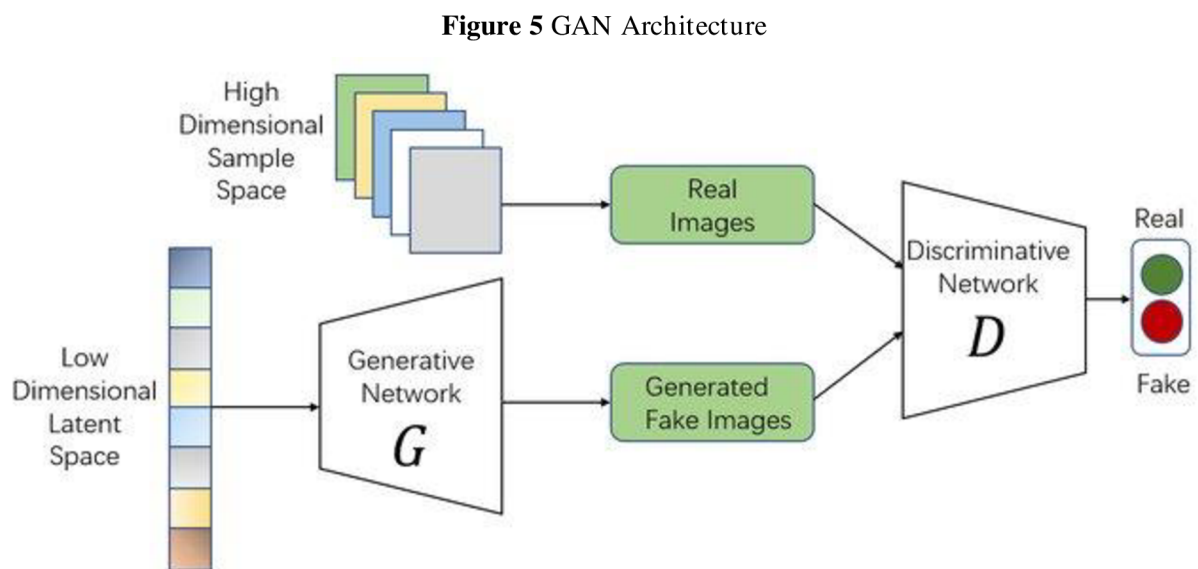 Figure 5 GAN Architecture
High
Dimensional
Sample
Space
Real
Images
Discriminative
Network
D
Real
Fake
Low
Dimensional
Latent
Space
Generative
Network
G
Generated
Fake Images